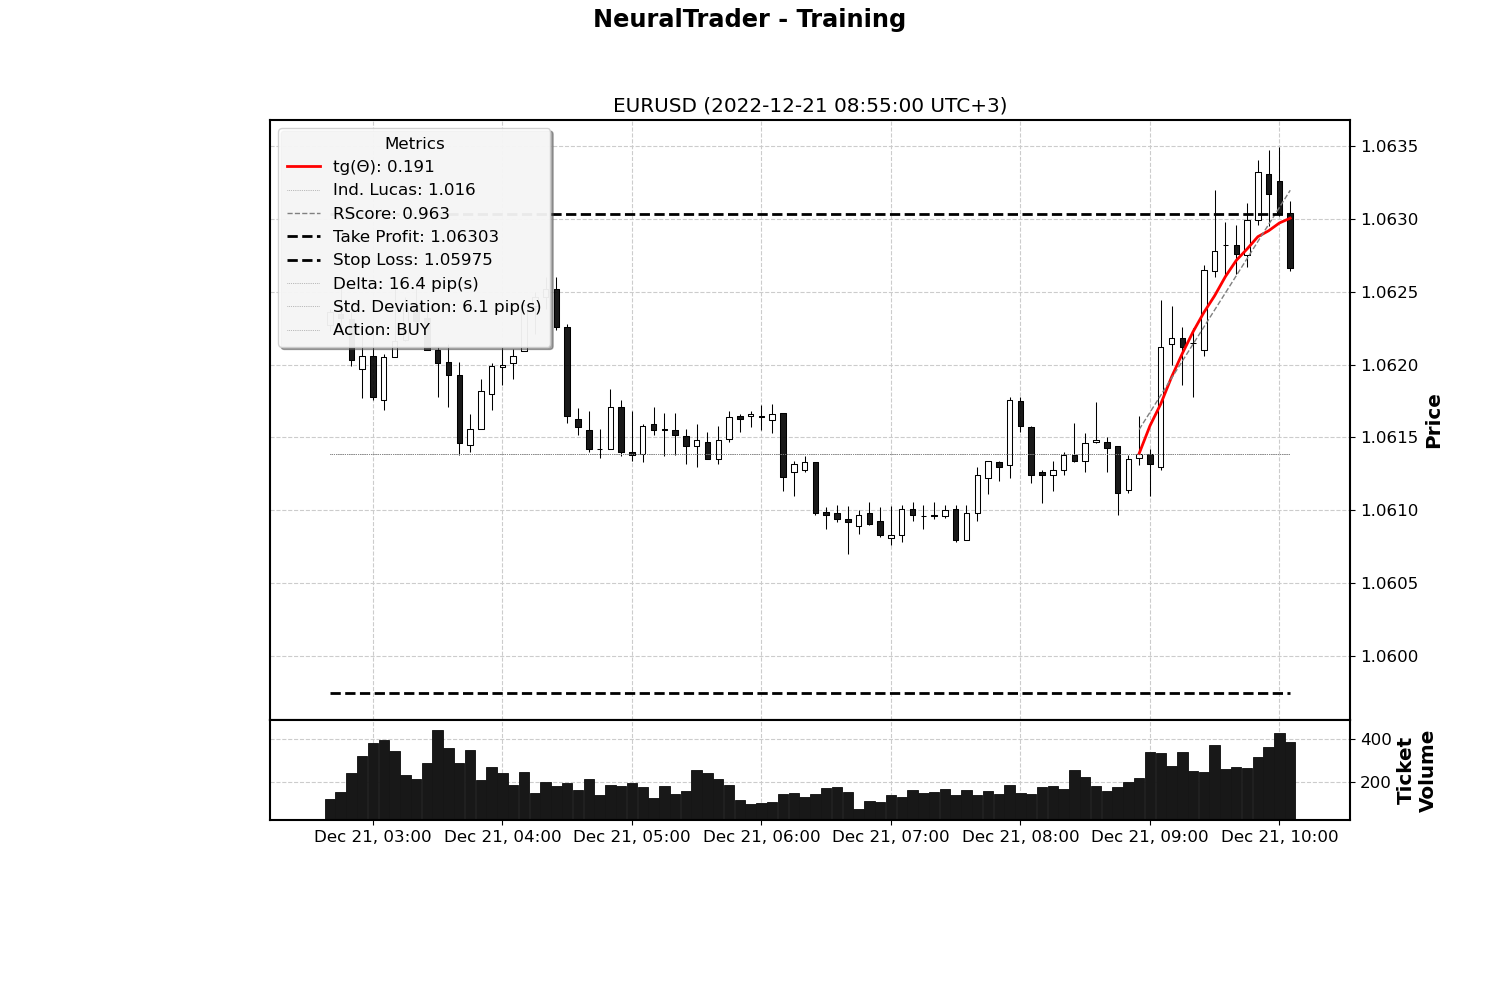 NeuralTrader - Training
EURUSD (2022-12-21 08:55:00 UTC+3)
Metrics
tg(Θ): 0.191
Ind. Lucas: 1.016
RScore: 0.963
Take Profit: 1.06303
Stop Loss: 1.05975
Delta: 16.4 pip(s)
Std. Deviation: 6.1 pip(s)
Action: BUY
1.0635
1.0630
1.0625
1.0620
1.0615
1.0610
1.0605
1.0600
Price
400
200
Ticket
Volume
Dec 21, 03:00
Dec 21, 04:00
Dec 21, 05:00
Dec 21, 06:00
Dec 21, 07:00
Dec 21, 08:00
Dec 21, 09:00
Dec 21, 10:00